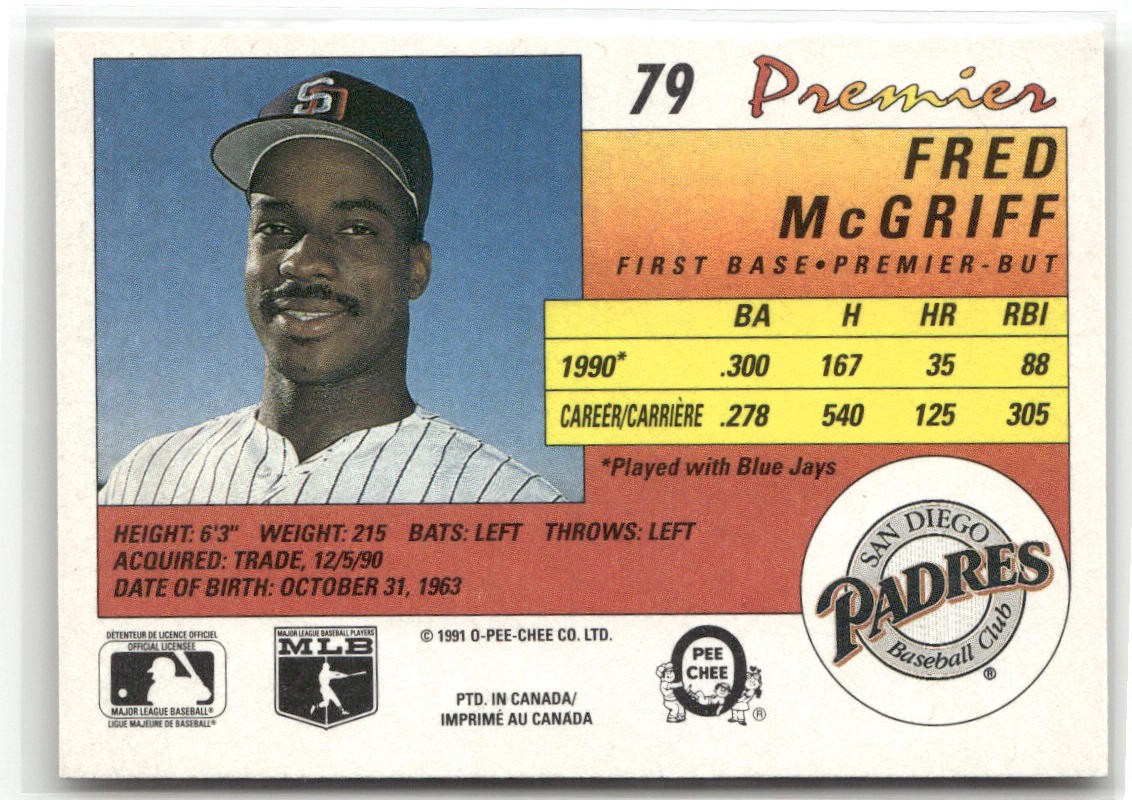 SD
79 Premier
FRED
McGRIFF
FIRST BASE•PREMIER-BUT
BA H HR RBI
1990* .300 167 35 88
CAREER/CARRIÈRE .278 540 125 305
*Played with Blue Jays
HEIGHT: 6'3" WEIGHT: 215 BATS: LEFT THROWS: LEFT
ACQUIRED: TRADE, 12/5/90
DATE OF BIRTH: OCTOBER 31, 1963
SAN DIEGO
PADRES
Baseball Club
®
DÉTENTEUR DE LICENCE OFFICIEL
OFFICIAL LICENSEE
MAJOR LEAGUE BASEBALL®
LIGUE MAJEURE DE BASEBALL®
MAJOR LEAGUE BASEBALL PLAYERS
MLB
© 1991 O-PEE-CHEE CO. LTD.
PTD. IN CANADA/
IMPRIMÉ AU CANADA
O
PEE
CHEE
®